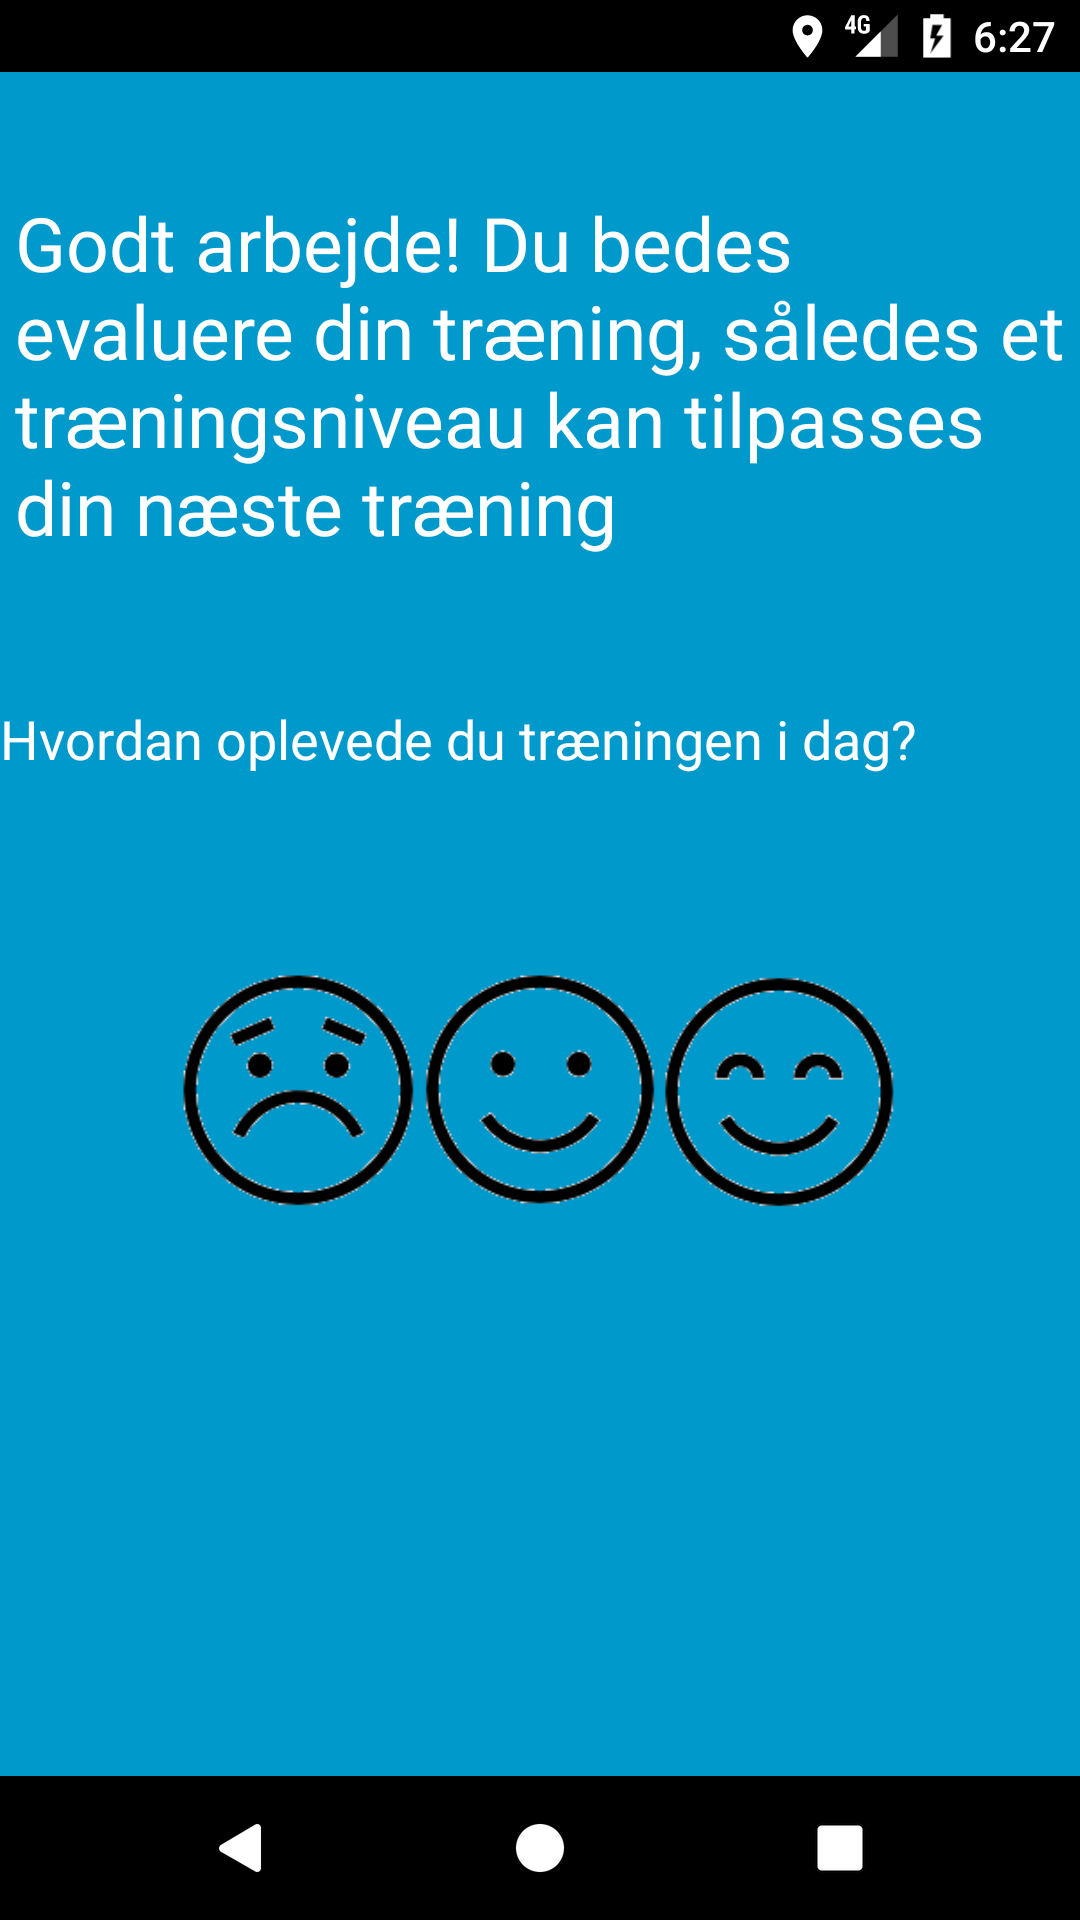 4G 6:27
Godt arbejde! Du bedes
evaluere din træning, således et
træningsniveau kan tilpasses
din næste træning
Hvordan oplevede du træningen i dag?